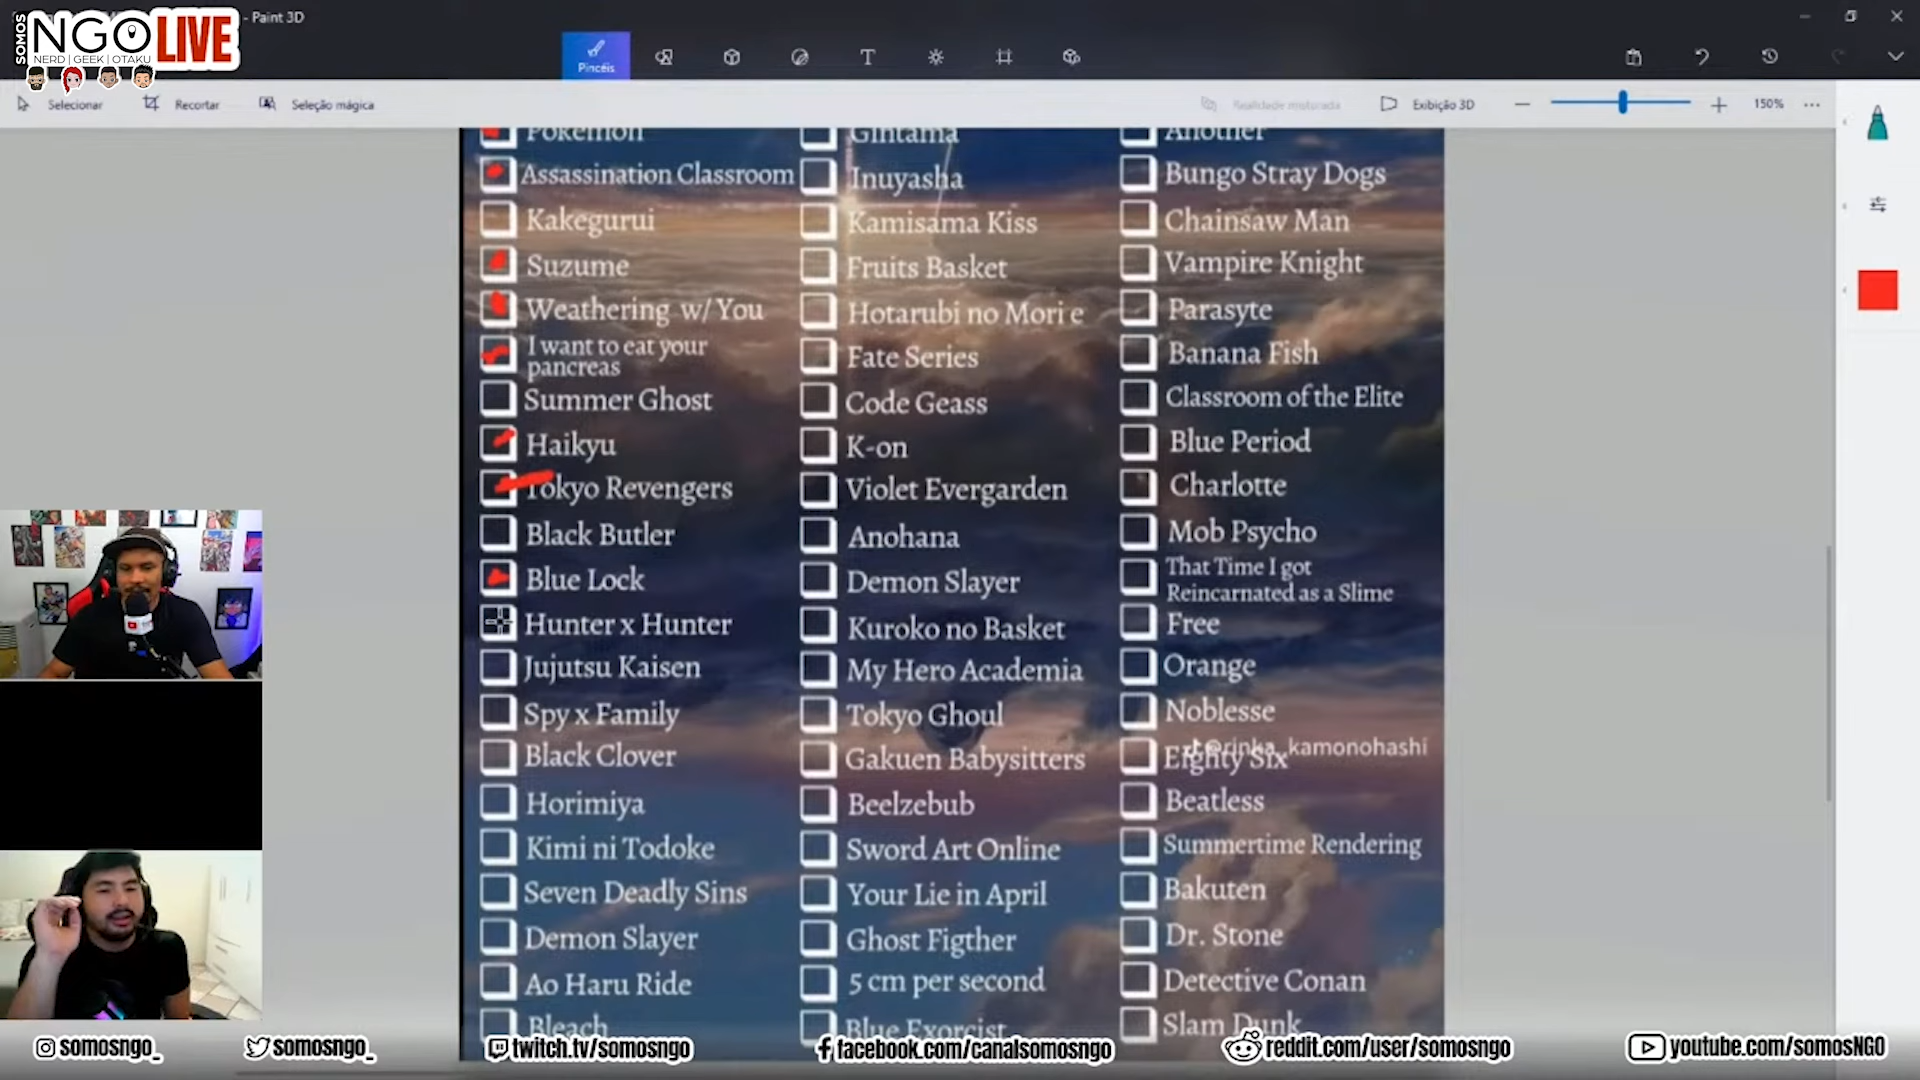 SOMOS NGO LIVE
NERD | GEEK | OTAKU
- Paint 3D
Pincéis
Selecionar
Recortar
Seleção mágica
Realidade misturada
Exibição 3D
150%
Pokemon
Assassination Classroom
Kakegurui
Suzume
Weathering w/ You
I want to eat your
pancreas
Summer Ghost
Haikyu
Tokyo Revengers
Black Butler
Blue Lock
Hunter x Hunter
Jujutsu Kaisen
Spy x Family
Black Clover
Horimiya
Kimi ni Todoke
Seven Deadly Sins
Demon Slayer
Ao Haru Ride
Bleach
Gintama
Inuyasha
Kamisama Kiss
Fruits Basket
Hotarubi no Mori e
Fate Series
Code Geass
K-on
Violet Evergarden
Anohana
Demon Slayer
Kuroko no Basket
My Hero Academia
Tokyo Ghoul
Gakuen Babysitters
Beelzebub
Sword Art Online
Your Lie in April
Ghost Figther
5 cm per second
Blue Exorcist
Another
Bungo Stray Dogs
Chainsaw Man
Vampire Knight
Parasyte
Banana Fish
Classroom of the Elite
Blue Period
Charlotte
Mob Psycho
That Time I got
Reincarnated as a Slime
Free
Orange
Noblesse
@rinka_kamonohashi
Eighty Six
Beatless
Summertime Rendering
Bakuten
Dr. Stone
Detective Conan
Slam Dunk
somosngo_
somosngo_
twitch.tv/somosngo
facebook.com/canalsomosngo
reddit.com/user/somosngo
youtube.com/somosNGO